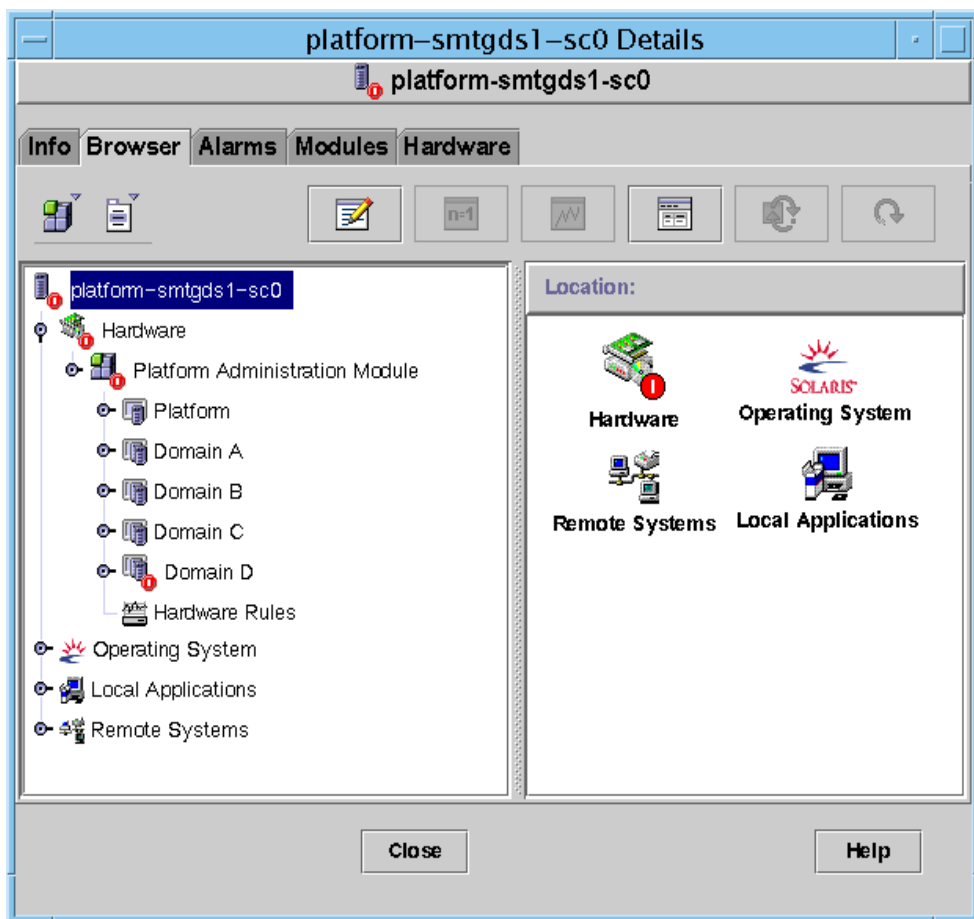 platform–smtgds1–sc0 Details
platform-smtgds1-sc0
Info Browser Alarms Modules Hardware
n=1
platform–smtgds1–sc0
Hardware
Platform Administration Module
Platform
Domain A
Domain B
Domain C
Domain D
Hardware Rules
Operating System
Local Applications
Remote Systems
Location:
Hardware
SOLARIS
Operating System
Remote Systems
Local Applications
Close
Help